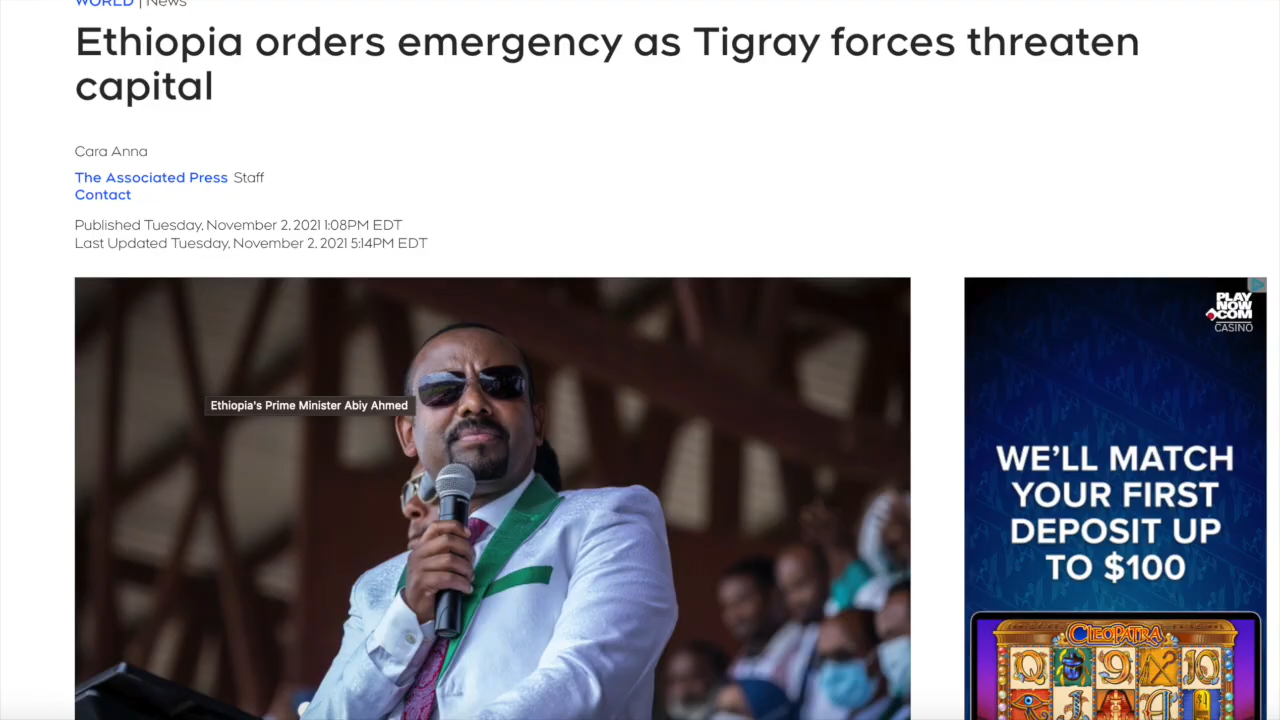 WORLD | News
Ethiopia orders emergency as Tigray forces threaten
capital
Cara Anna
The Associated Press Staff
Contact
Published Tuesday, November 2, 2021 1:08PM EDT
Last Updated Tuesday, November 2, 2021 5:14PM EDT
Ethiopia's Prime Minister Abiy Ahmed
PLAY
NOW
.COM
CASINO
WE'LL MATCH
YOUR FIRST
DEPOSIT UP
TO $100
CLEOPATRA
Q 9 10
J A